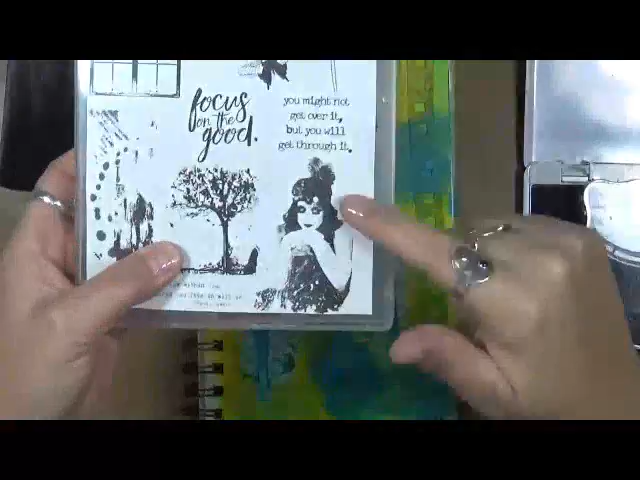 focus
on the
good.
you might not
get over it,
but you will
get through it.